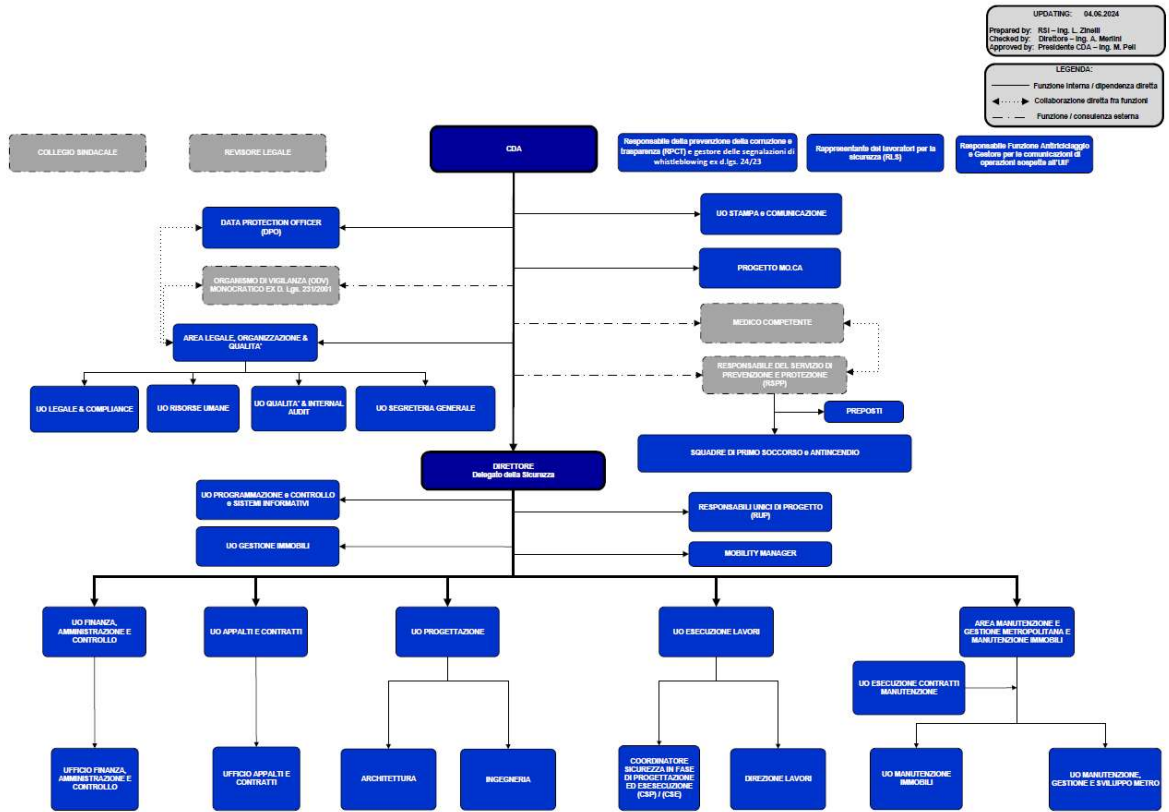 UPDATING: 04.06.2024
Prepared by: RSI – Ing. L. Zinelli
Checked by: Direttore – Ing. A. Merlini
Approved by: Presidente CDA – Ing. M. Peli
LEGENDA:
Funzione interna / dipendenza diretta
Collaborazione diretta fra funzioni
Funzione / consulenza esterna
COLLEGIO SINDACALE
REVISORE LEGALE
CDA
Responsabile della prevenzione della corruzione e
trasparenza (RPCT) e gestore delle segnalazioni di
whistleblowing ex d.lgs. 24/23
Rappresentante dei lavoratori per la
sicurezza (RLS)
Responsabile Funzione Antiriciclaggio
e Gestore per le comunicazioni di
operazioni sospette all'UIF
DATA PROTECTION OFFICER
(DPO)
UO STAMPA e COMUNICAZIONE
ORGANISMO DI VIGILANZA (ODV)
MONOCRATICO EX D. Lgs. 231/2001
PROGETTO MO.CA
MEDICO COMPETENTE
AREA LEGALE, ORGANIZZAZIONE &
QUALITA'
RESPONSABILE DEL SERVIZIO DI
PREVENZIONE E PROTEZIONE
(RSPP)
UO LEGALE & COMPLIANCE
UO RISORSE UMANE
UO QUALITA' & INTERNAL
AUDIT
UO SEGRETERIA GENERALE
PREPOSTI
SQUADRE DI PRIMO SOCCORSO e ANTINCENDIO
DIRETTORE
Delegato della Sicurezza
UO PROGRAMMAZIONE e CONTROLLO
e SISTEMI INFORMATIVI
RESPONSABILI UNICI DI PROGETTO
(RUP)
UO GESTIONE IMMOBILI
MOBILITY MANAGER
UO FINANZA,
AMMINISTRAZIONE E
CONTROLLO
UO APPALTI E CONTRATTI
UO PROGETTAZIONE
UO ESECUZIONE LAVORI
AREA MANUTENZIONE E
GESTIONE METROPOLITANA E
MANUTENZIONE IMMOBILI
UO ESECUZIONE CONTRATTI
MANUTENZIONE
UFFICIO FINANZA,
AMMINISTRAZIONE E
CONTROLLO
UFFICIO APPALTI E
CONTRATTI
ARCHITETTURA
INGEGNERIA
COORDINATORE
SICUREZZA IN FASE
DI PROGETTAZIONE
ED ESESECUZIONE
(CSP) / (CSE)
DIREZIONE LAVORI
UO MANUTENZIONE
IMMOBILI
UO MANUTENZIONE,
GESTIONE E SVILUPPO METRO